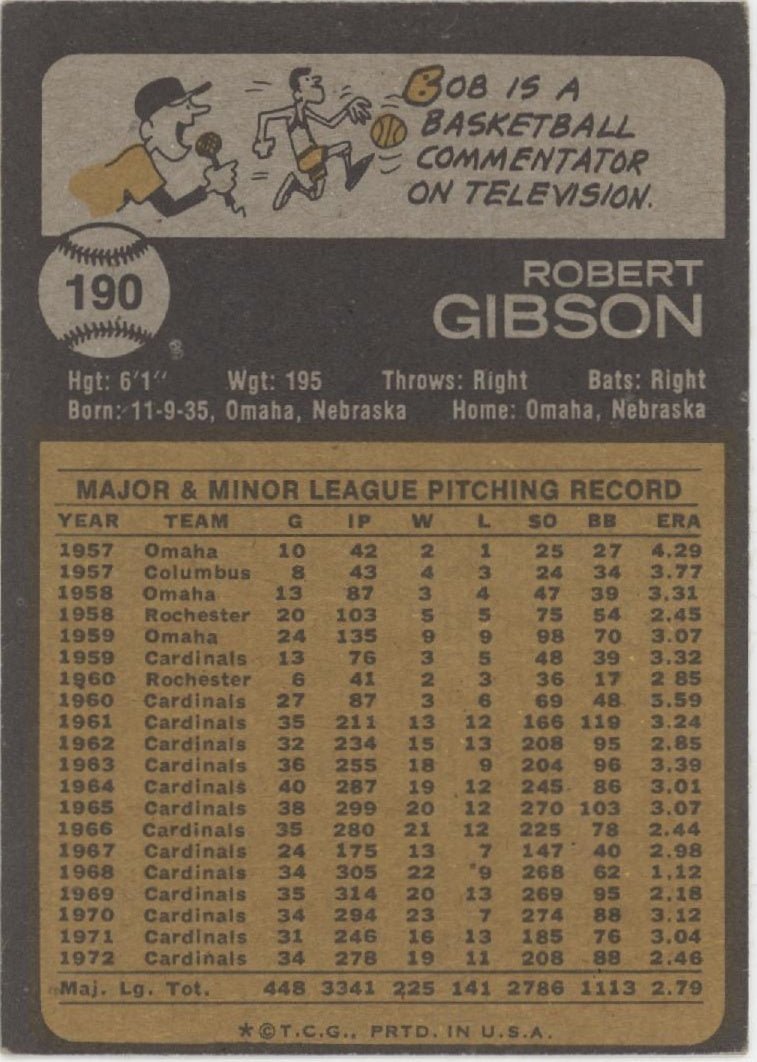 BOB IS A
BASKETBALL
COMMENTATOR
ON TELEVISION.
190
ROBERT
GIBSON
Hgt: 6'1" Wgt: 195 Throws: Right Bats: Right
Born: 11-9-35, Omaha, Nebraska Home: Omaha, Nebraska
MAJOR & MINOR LEAGUE PITCHING RECORD
YEAR TEAM G IP W L SO BB ERA
1957 Omaha 10 42 2 1 25 27 4.29
1957 Columbus 8 43 4 3 24 34 3.77
1958 Omaha 13 87 3 4 47 39 3.31
1958 Rochester 20 103 5 5 75 54 2.45
1959 Omaha 24 135 9 9 98 70 3.07
1959 Cardinals 13 76 3 5 48 39 3.32
1960 Rochester 6 41 2 3 36 17 2 85
1960 Cardinals 27 87 3 6 69 48 5.59
1961 Cardinals 35 211 13 12 166 119 3.24
1962 Cardinals 32 234 15 13 208 95 2.85
1963 Cardinals 36 255 18 9 204 96 3.39
1964 Cardinals 40 287 19 12 245 86 3.01
1965 Cardinals 38 299 20 12 270 103 3.07
1966 Cardinals 35 280 21 12 225 78 2.44
1967 Cardinals 24 175 13 7 147 40 2.98
1968 Cardinals 34 305 22 9 268 62 1.12
1969 Cardinals 35 314 20 13 269 95 2.18
1970 Cardinals 34 294 23 7 274 88 3.12
1971 Cardinals 31 246 16 13 185 76 3.04
1972 Cardinals 34 278 19 11 208 88 2.46
Maj. Lg. Tot. 448 3341 225 141 2786 1113 2.79
★©T.C.G., PRTD. IN U.S.A.